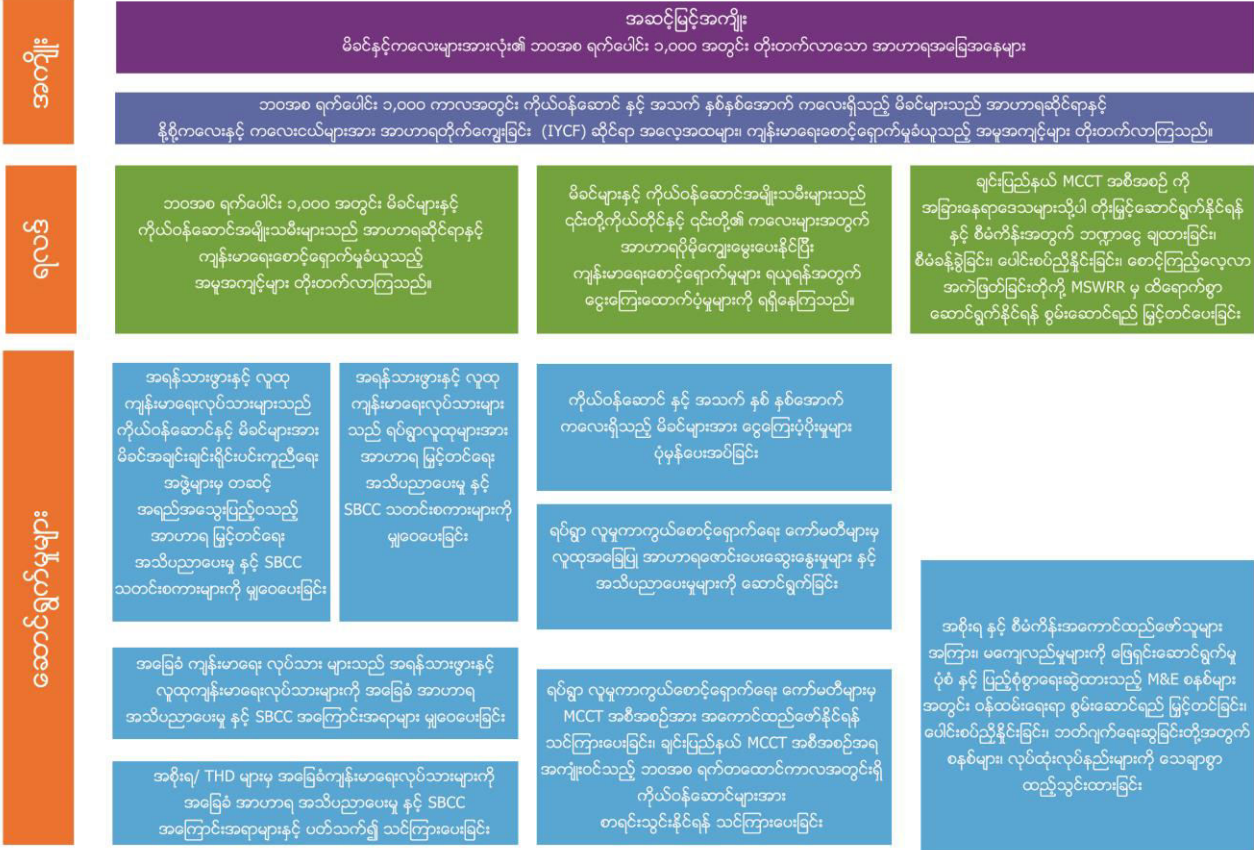 အကျိုး
အဆင့်မြင့်အကျိုး
မိခင်နှင့်ကလေးများအားလုံး၏ ဘဝအစ ရက်ပေါင်း ၁,၀၀၀ အတွင်း တိုးတက်လာသော အာဟာရအခြေအနေများ
ဘဝအစ ရက်ပေါင်း ၁,၀၀၀ ကာလအတွင်း ကိုယ်ဝန်ဆောင် နှင့် အသက် နှစ်နှစ်အောက် ကလေးရှိသည့် မိခင်များသည် အာဟာရဆိုင်ရာနှင့်
နို့စို့ကလေးနှင့် ကလေးငယ်များအား အာဟာရတိုက်ကျွေးခြင်း (IYCF) ဆိုင်ရာ အလေ့အထများ၊ ကျန်းမာရေးစောင့်ရှောက်မှုခံယူသည့် အမူအကျင့်များ တိုးတက်လာကြသည်။
ရလဒ်
ဘဝအစ ရက်ပေါင်း ၁,၀၀၀ အတွင်း မိခင်များနှင့်
ကိုယ်ဝန်ဆောင်အမျိုးသမီးများသည် အာဟာရဆိုင်ရာနှင့်
ကျန်းမာရေးစောင့်ရှောက်မှုခံယူသည့်
အမူအကျင့်များ တိုးတက်လာကြသည်။
မိခင်များနှင့် ကိုယ်ဝန်ဆောင်အမျိုးသမီးများသည်
၎င်းတို့ကိုယ်တိုင်နှင့် ၎င်းတို့၏ ကလေးများအတွက်
အာဟာရပိုမိုကျွေးမွေးပေးနိုင်ပြီး
ကျန်းမာရေးစောင့်ရှောက်မှုများ ရယူရန်အတွက်
ငွေကြေးထောက်ပံ့မှုများကို ရရှိနေကြသည်။
ချင်းပြည်နယ် MCCT အစီအစဉ် ကို
အခြားနေရာဒေသများသို့ပါ တိုးမြှင့်ဆောင်ရွက်နိုင်ရန်
နှင့် စီမံကိန်းအတွက် ဘဏ္ဍာငွေ ချထားခြင်း၊
စီမံခန့်ခွဲခြင်း၊ ပေါင်းစပ်ညှိနှိုင်းခြင်း၊ စောင့်ကြည့်လေ့လာ
အကဲဖြတ်ခြင်းတို့ကို MSWRR မှ ထိရောက်စွာ
ဆောင်ရွက်နိုင်ရန် စွမ်းဆောင်ရည် မြှင့်တင်ပေးခြင်း
ဆောင်ရွက်မှုများ
အရန်သားဖွားနှင့် လူထု
ကျန်းမာရေးလုပ်သားများသည်
ကိုယ်ဝန်ဆောင်နှင့် မိခင်များအား
မိခင်အချင်းချင်းရိုင်းပင်းကူညီရေး
အဖွဲ့များမှ တဆင့်
အရည်အသွေးပြည့်ဝသည့်
အာဟာရ မြှင့်တင်ရေး
အသိပညာပေးမှု နှင့် SBCC
သတင်းစကားများကို မျှဝေပေးခြင်း
အရန်သားဖွားနှင့် လူထု
ကျန်းမာရေးလုပ်သားများ
သည် ရပ်ရွာလူထုများအား
အာဟာရ မြှင့်တင်ရေး
အသိပညာပေးမှု နှင့်
SBCC သတင်းစကားများကို
မျှဝေပေးခြင်း
ကိုယ်ဝန်ဆောင် နှင့် အသက် နှစ် နှစ်အောက်
ကလေးရှိသည့် မိခင်များအား ငွေကြေးပံ့ပိုးမှုများ
ပုံမှန်ပေးအပ်ခြင်း
ရပ်ရွာ လူမှုကာကွယ်စောင့်ရှောက်ရေး ကော်မတီများမှ
လူထုအခြေပြု အာဟာရဇောင်းပေးဆွေးနွေးမှုများ နှင့်
အသိပညာပေးမှုများကို ဆောင်ရွက်ခြင်း
အခြေခံ ကျန်းမာရေး လုပ်သား များသည် အရန်သားဖွားနှင့်
လူထုကျန်းမာရေးလုပ်သားများကို အခြေခံ အာဟာရ
အသိပညာပေးမှု နှင့် SBCC အကြောင်းအရာများ မျှဝေပေးခြင်း
ရပ်ရွာ လူမှုကာကွယ်စောင့်ရှောက်ရေး ကော်မတီများမှ
MCCT အစီအစဉ်အား အကောင်ထည်ဖော်နိုင်ရန်
သင်ကြားပေးခြင်း၊ ချင်းပြည်နယ် MCCT အစီအစဉ်အရ
အကျုံးဝင်သည့် ဘဝအစ ရက်တထောင်ကာလအတွင်းရှိ
ကိုယ်ဝန်ဆောင်များအား
စာရင်းသွင်းနိုင်ရန် သင်ကြားပေးခြင်း
အစိုးရ/ THD များမှ အခြေခံကျန်းမာရေးလုပ်သားများကို
အခြေခံ အာဟာရ အသိပညာပေးမှု နှင့် SBCC
အကြောင်းအရာများနှင့် ပတ်သက်၍ သင်ကြားပေးခြင်း
အစိုးရ နှင့် စီမံကိန်းအကောင်ထည်ဖော်သူများ
အကြား၊ မကျေလည်မှုများကို ဖြေရှင်းဆောင်ရွက်မှု
ပုံစံ နှင့် ပြည့်စုံစွာရေးဆွဲထားသည့် M&E စနစ်များ
အတွင်း ဝန်ထမ်းရေးရာ စွမ်းဆောင်ရည် မြှင့်တင်ခြင်း၊
ပေါင်းစပ်ညှိနှိုင်းခြင်း၊ ဘတ်ဂျက်ရေးဆွဲခြင်းတို့အတွက်
စနစ်များ၊ လုပ်ထုံးလုပ်နည်းများကို သေချာစွာ
ထည့်သွင်းထားခြင်း